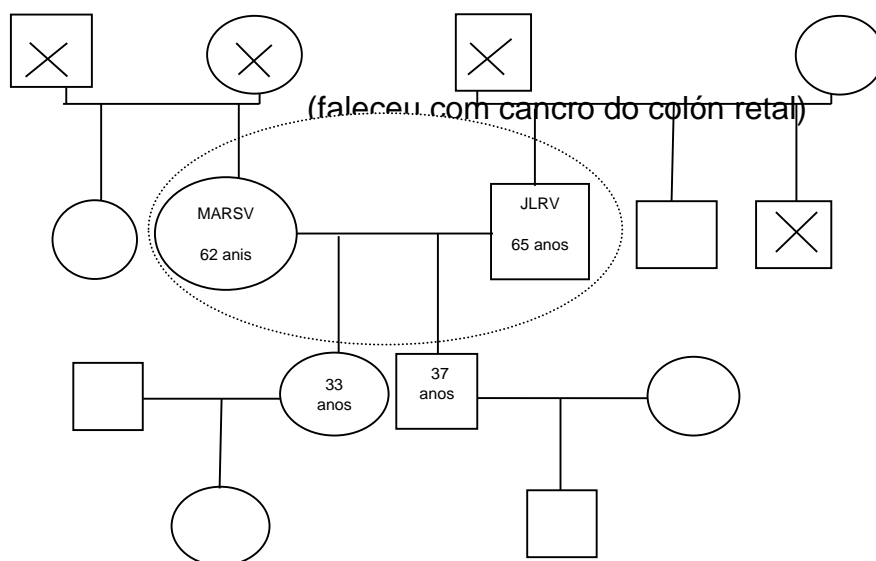 (faleceu com cancro do colón retal)
MARSV
62 anis
JLRV
65 anos
33
anos
37
anos